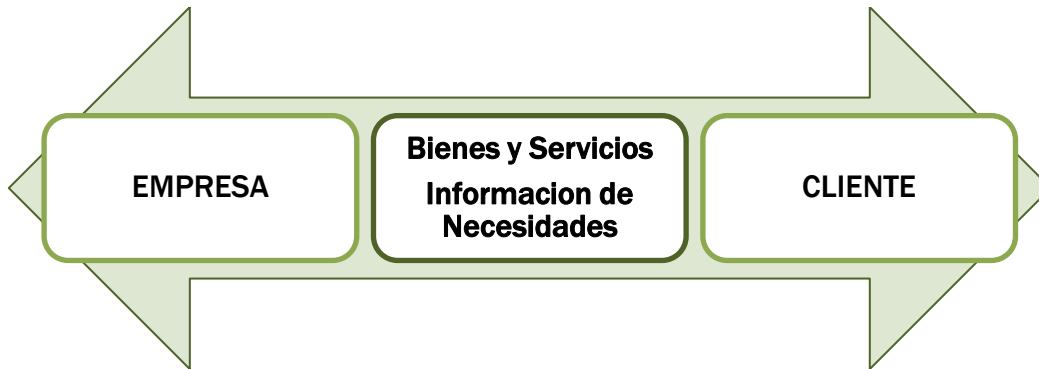 EMPRESA
Bienes y Servicios
Informacion de
Necesidades
CLIENTE